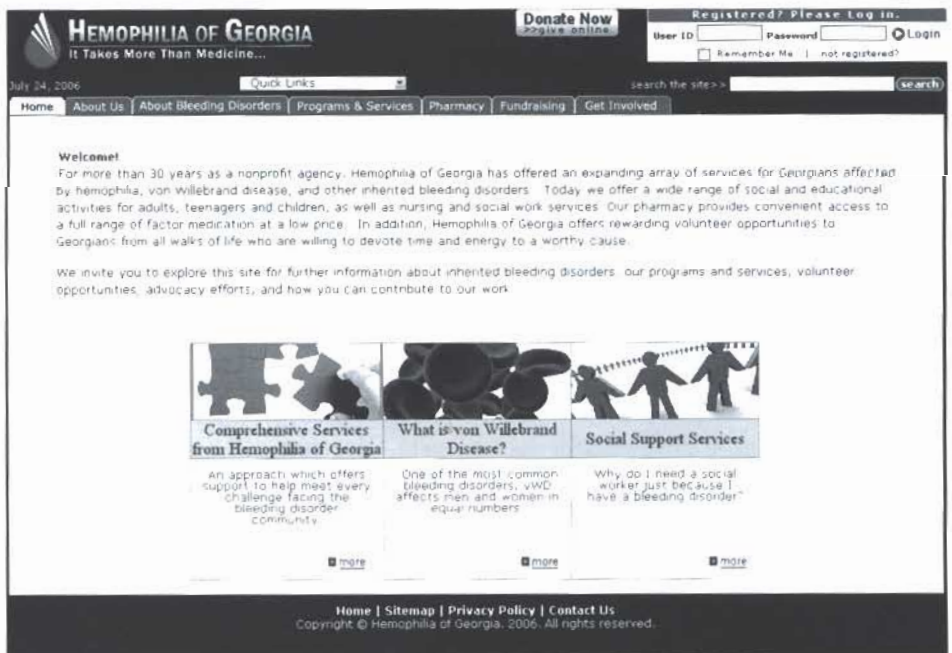 HEMOPHILIA OF GEORGIA
It Takes More Than Medicine...
Donate Now
>>give online
Registered? Please Log in.
User ID Password Login
Remember Me | not registered?
July 24, 2006 Quick Links search the site>> search
Home About Us About Bleeding Disorders Programs & Services Pharmacy Fundraising Get Involved
Welcome!
For more than 30 years as a nonprofit agency, Hemophilia of Georgia has offered an expanding array of services for Georgians affected
by hemophilia, von Willebrand disease, and other inherited bleeding disorders. Today we offer a wide range of social and educational
activities for adults, teenagers and children, as well as nursing and social work services. Our pharmacy provides convenient access to
a full range of factor medication at a low price. In addition, Hemophilia of Georgia offers rewarding volunteer opportunities to
Georgians from all walks of life who are willing to devote time and energy to a worthy cause.
We invite you to explore this site for further information about inherited bleeding disorders, our programs and services, volunteer
opportunities, advocacy efforts, and how you can contribute to our work.
Comprehensive Services
from Hemophilia of Georgia
An approach which offers
support to help meet every
challenge facing the
bleeding disorder
community.
more
What is von Willebrand
Disease?
One of the most common
bleeding disorders, vWD
affects men and women in
equal numbers
more
Social Support Services
Why do I need a social
worker just because I
have a bleeding disorder?
more
Home | Sitemap | Privacy Policy | Contact Us
Copyright © Hemophilia of Georgia, 2006. All rights reserved.